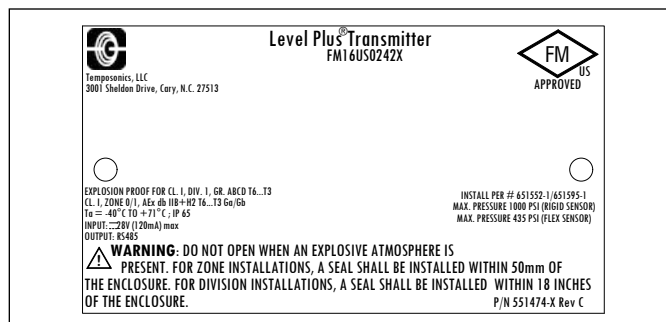 Level Plus® Transmitter
FM16US0242X
FM
US
APPROVED
Temposonics, LLC
3001 Sheldon Drive, Cary, N.C. 27513
EXPLOSION PROOF FOR CL. I, DIV. 1, GR. ABCD T6...T3
CL. I, ZONE 0/1, AEx db IIB+H2 T6...T3 Ga/Gb
Ta = -40°C TO +71°C ; IP 65
INPUT: ⎓28V (120mA) max
OUTPUT: RS485
INSTALL PER # 651552-1/651595-1
MAX. PRESSURE 1000 PSI (RIGID SENSOR)
MAX. PRESSURE 435 PSI (FLEX SENSOR)
WARNING: DO NOT OPEN WHEN AN EXPLOSIVE ATMOSPHERE IS
PRESENT. FOR ZONE INSTALLATIONS, A SEAL SHALL BE INSTALLED WITHIN 50mm OF
THE ENCLOSURE. FOR DIVISION INSTALLATIONS, A SEAL SHALL BE INSTALLED WITHIN 18 INCHES
OF THE ENCLOSURE.
P/N 551474-X Rev C